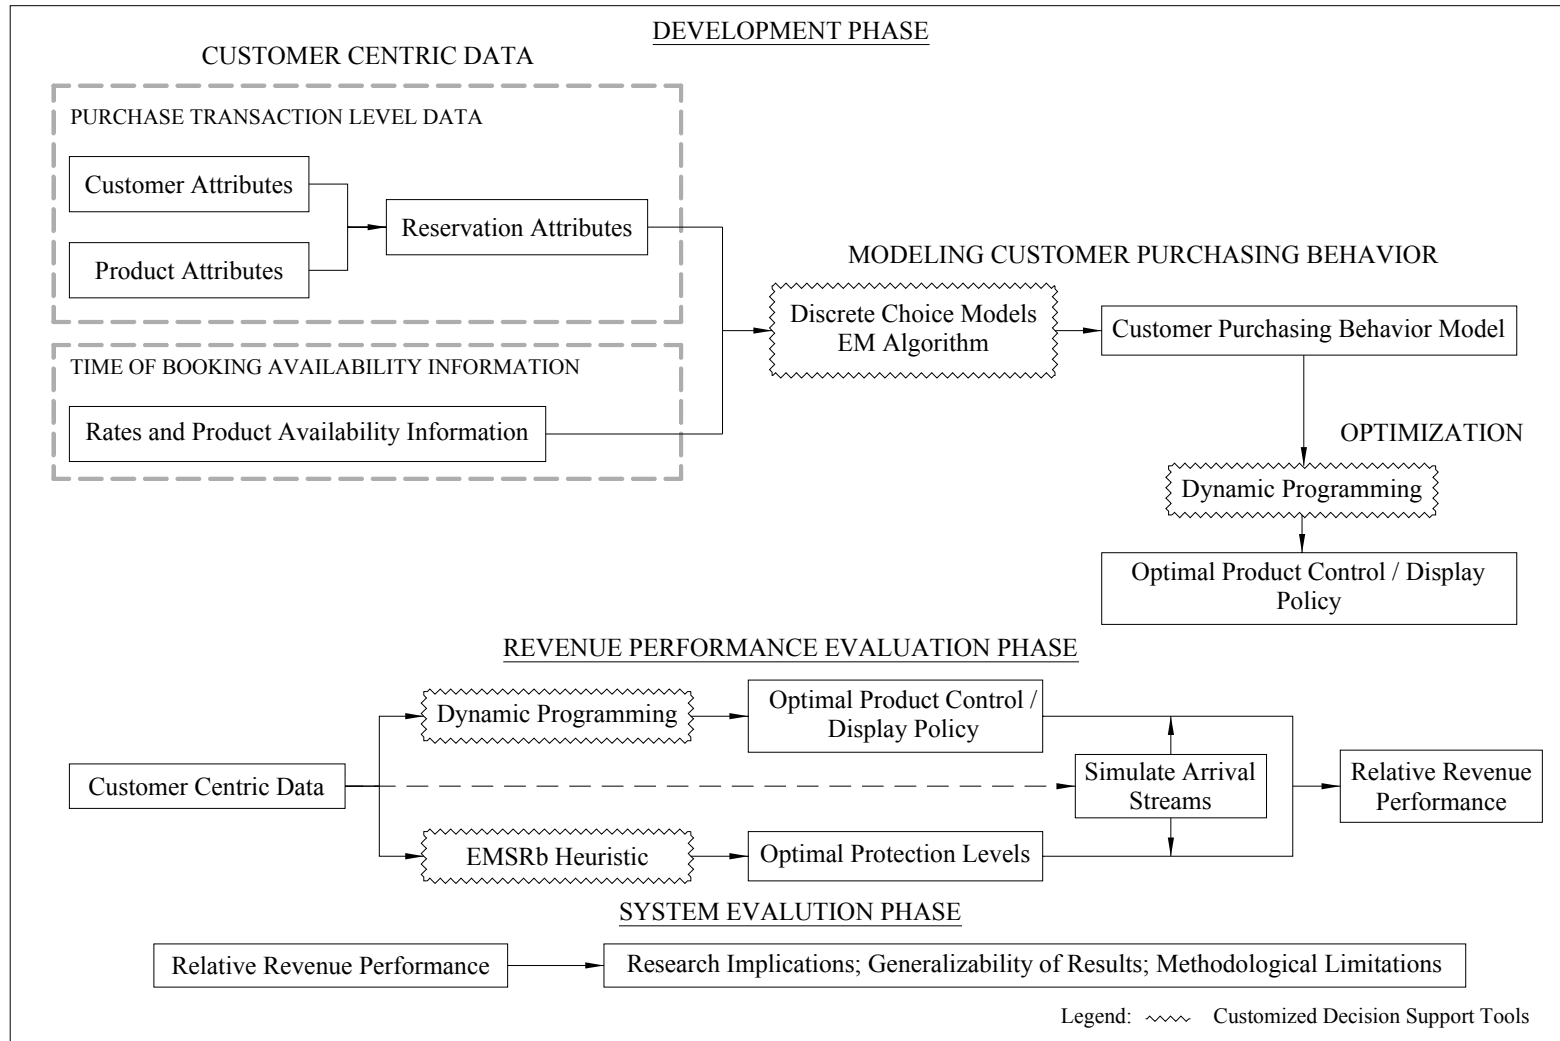 DEVELOPMENT PHASE
CUSTOMER CENTRIC DATA
PURCHASE TRANSACTION LEVEL DATA
Customer Attributes
Reservation Attributes
Product Attributes
TIME OF BOOKING AVAILABILITY INFORMATION
Rates and Product Availability Information
MODELING CUSTOMER PURCHASING BEHAVIOR
Discrete Choice Models
EM Algorithm
Customer Purchasing Behavior Model
OPTIMIZATION
Dynamic Programming
Optimal Product Control / Display
Policy
REVENUE PERFORMANCE EVALUATION PHASE
Customer Centric Data
Dynamic Programming
Optimal Product Control /
Display Policy
EMSRb Heuristic
Optimal Protection Levels
Simulate Arrival
Streams
Relative Revenue
Performance
SYSTEM EVALUTION PHASE
Relative Revenue Performance
Research Implications; Generalizability of Results; Methodological Limitations
Legend: Customized Decision Support Tools